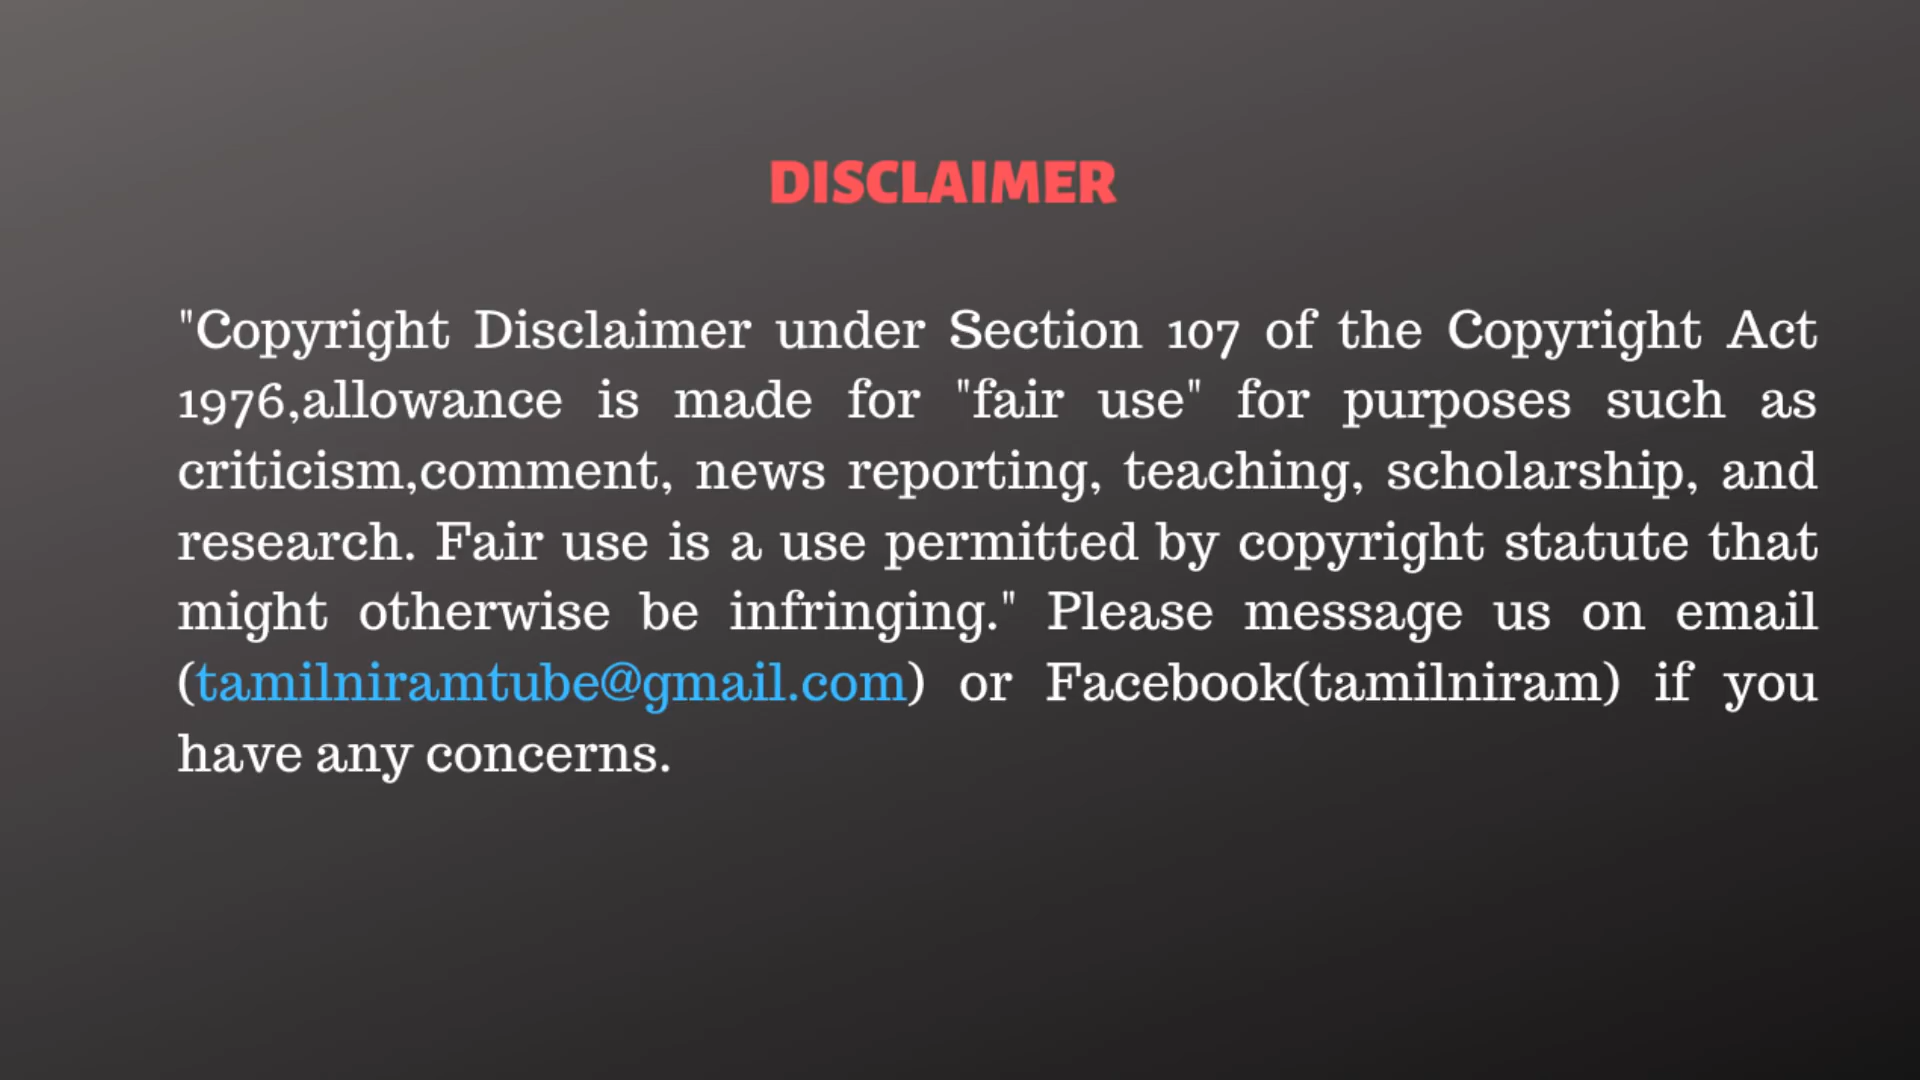 DISCLAIMER
"Copyright Disclaimer under Section 107 of the Copyright Act
1976,allowance is made for "fair use" for purposes such as
criticism,comment, news reporting, teaching, scholarship, and
research. Fair use is a use permitted by copyright statute that
might otherwise be infringing." Please message us on email
(tamilniramtube@gmail.com) or Facebook(tamilniram) if you
have any concerns.